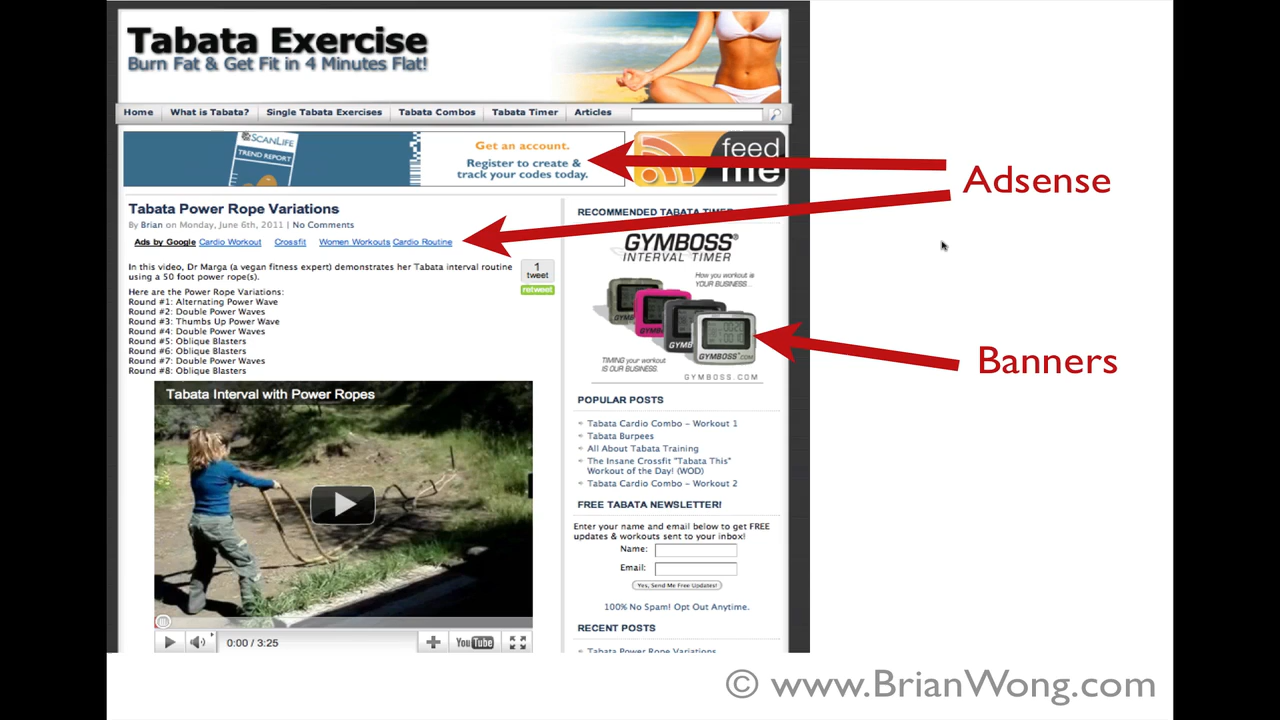 Tabata Exercise
Burn Fat & Get Fit in 4 Minutes Flat!
Home What is Tabata? Single Tabata Exercises Tabata Combos Tabata Timer Articles
SCANLIFE
TREND REPORT
Get an account.
Register to create &
track your codes today.
feed
me
Adsense
Tabata Power Rope Variations
By Brian on Monday, June 6th, 2011 | No Comments
Ads by Google Cardio Workout Crossfit Women Workouts Cardio Routine
In this video, Dr Marga (a vegan fitness expert) demonstrates her Tabata interval routine
using a 50 foot power rope(s).
1
tweet
retweet
Here are the Power Rope Variations:
Round #1: Alternating Power Wave
Round #2: Double Power Waves
Round #3: Thumbs Up Power Wave
Round #4: Double Power Waves
Round #5: Oblique Blasters
Round #6: Oblique Blasters
Round #7: Double Power Waves
Round #8: Oblique Blasters
Tabata Interval with Power Ropes
0:00 / 3:25
YouTube
RECOMMENDED TABATA TIMER
GYMBOSS®
INTERVAL TIMER
How you workout is
YOUR BUSINESS...
GYMBOSS.COM
TIMING your workout
IS OUR BUSINESS.
GYMBOSS.COM
Banners
POPULAR POSTS
Tabata Cardio Combo – Workout 1
Tabata Burpees
All About Tabata Training
The Insane Crossfit "Tabata This"
Workout of the Day! (WOD)
Tabata Cardio Combo – Workout 2
FREE TABATA NEWSLETTER!
Enter your name and email below to get FREE
updates & workouts sent to your inbox!
Name:
Email:
Yes, Send Me Free Updates!
100% No Spam! Opt Out Anytime.
RECENT POSTS
Tabata Power Rope Variations
© www.BrianWong.com